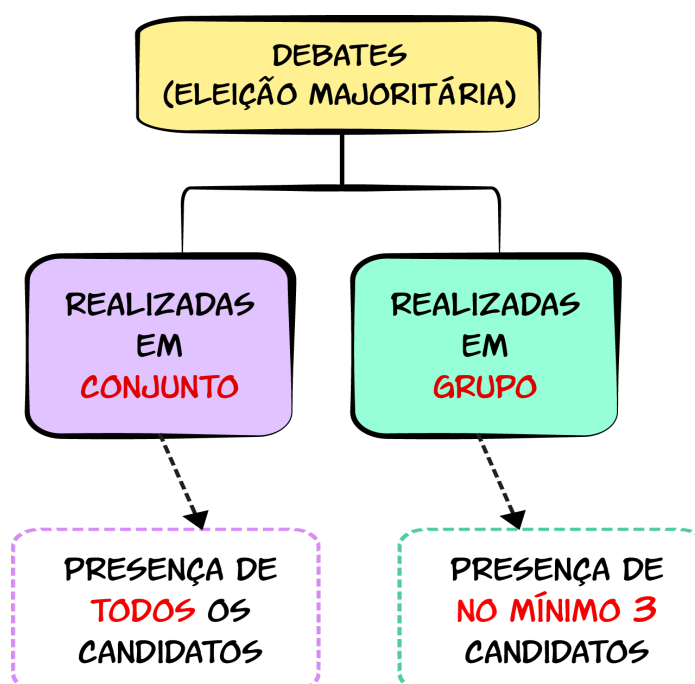 DEBATES
(ELEIÇÃO MAJORITÁRIA)
REALIZADAS
EM
CONJUNTO
REALIZADAS
EM
GRUPO
PRESENÇA DE
TODOS OS
CANDIDATOS
PRESENÇA DE
NO MÍNIMO 3
CANDIDATOS